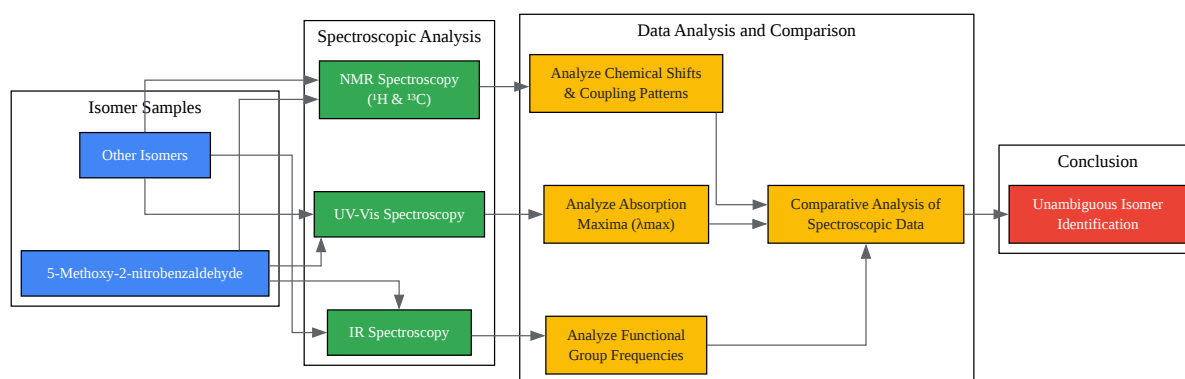 Isomer Samples
Other Isomers
5-Methoxy-2-nitrobenzaldehyde
Spectroscopic Analysis
NMR Spectroscopy
(¹H & ¹³C)
UV-Vis Spectroscopy
IR Spectroscopy
Data Analysis and Comparison
Analyze Chemical Shifts
& Coupling Patterns
Analyze Absorption
Maxima (λmax)
Analyze Functional
Group Frequencies
Comparative Analysis of
Spectroscopic Data
Conclusion
Unambiguous Isomer
Identification